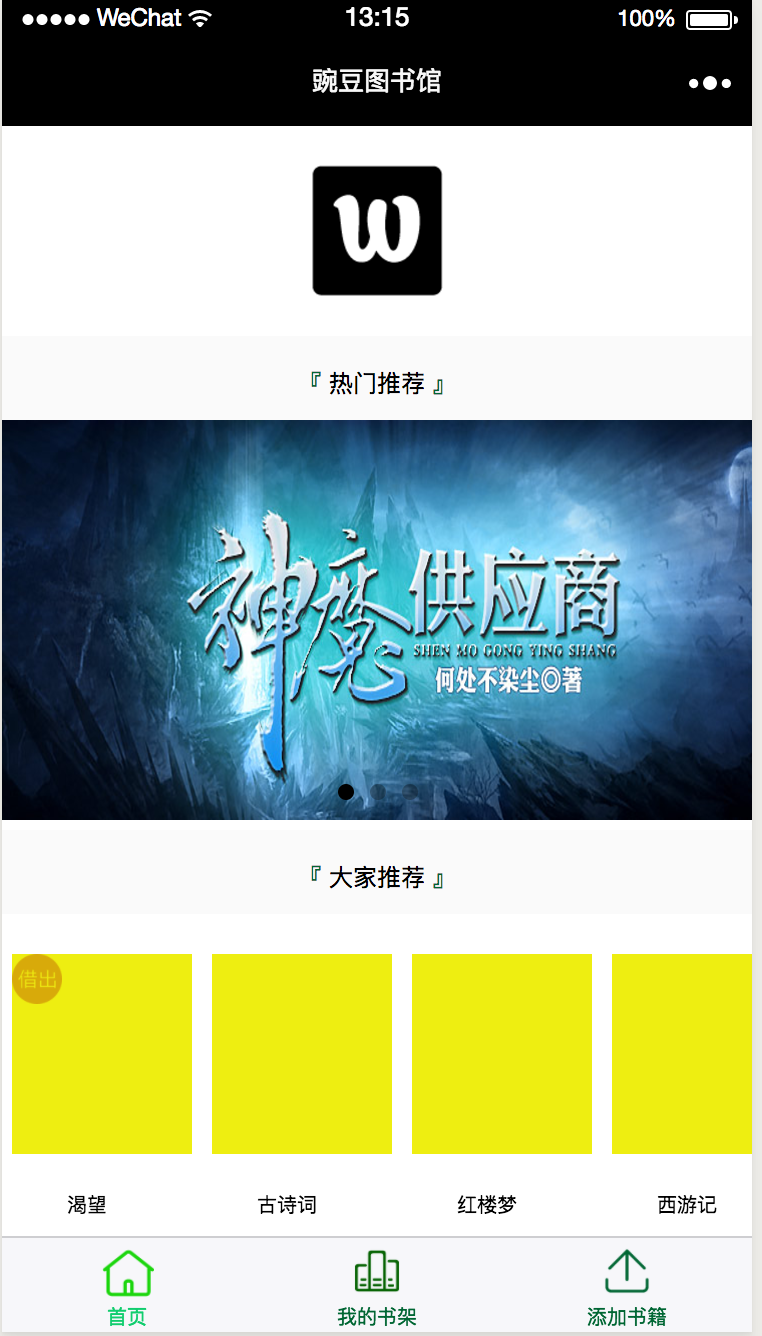 WeChat 13:15 100%
豌豆图书馆
w
『 热门推荐 』
神魔供应商
SHEN MO GONG YING SHANG
何处不染尘◎著
『 大家推荐 』
借出
渴望 古诗词 红楼梦 西游记
首页 我的书架 添加书籍